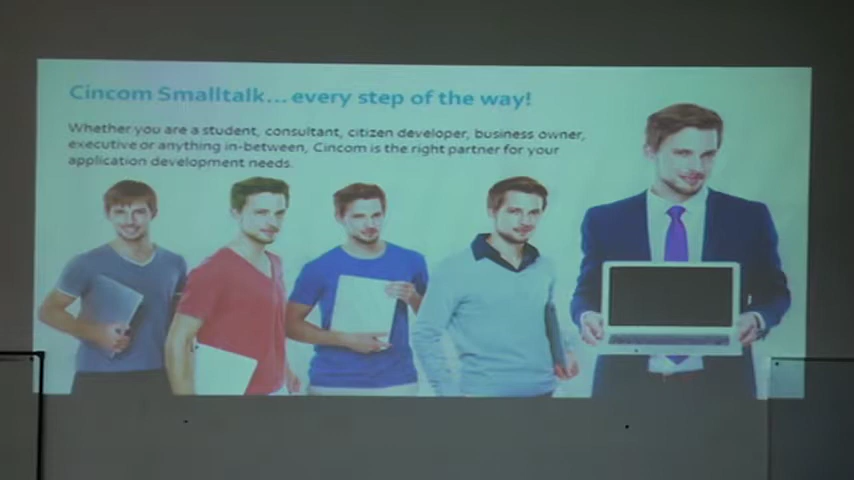 Cincom Smalltalk...every step of the way!
Whether you are a student, consultant, citizen developer, business owner,
executive or anything in-between, Cincom is the right partner for your
application development needs.